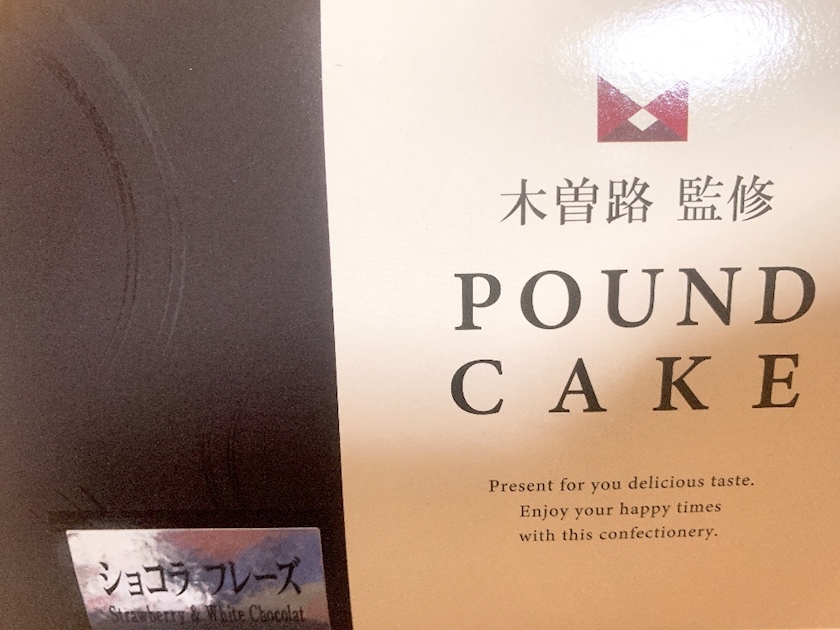 木曽路 監修
POUND
CAKE
Present for you delicious taste.
Enjoy your happy times
with this confectionery.
ショコラ フレーズ
Strawberry & White Chocolat